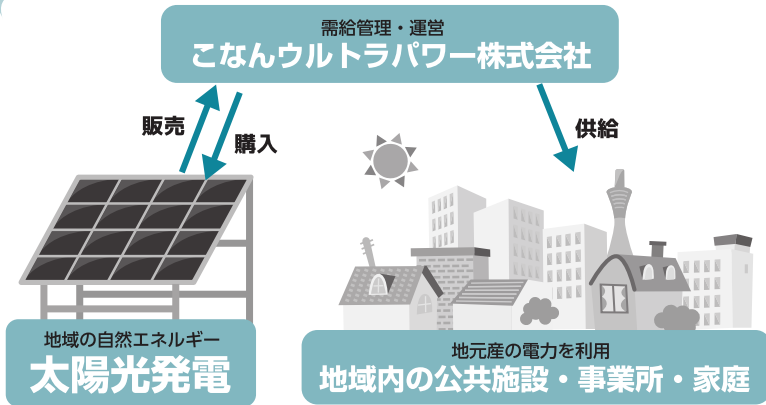 需給管理・運営
こなんウルトラパワー株式会社
販売
購入
供給
地域の自然エネルギー
太陽光発電
地元産の電力を利用
地域内の公共施設・事業所・家庭